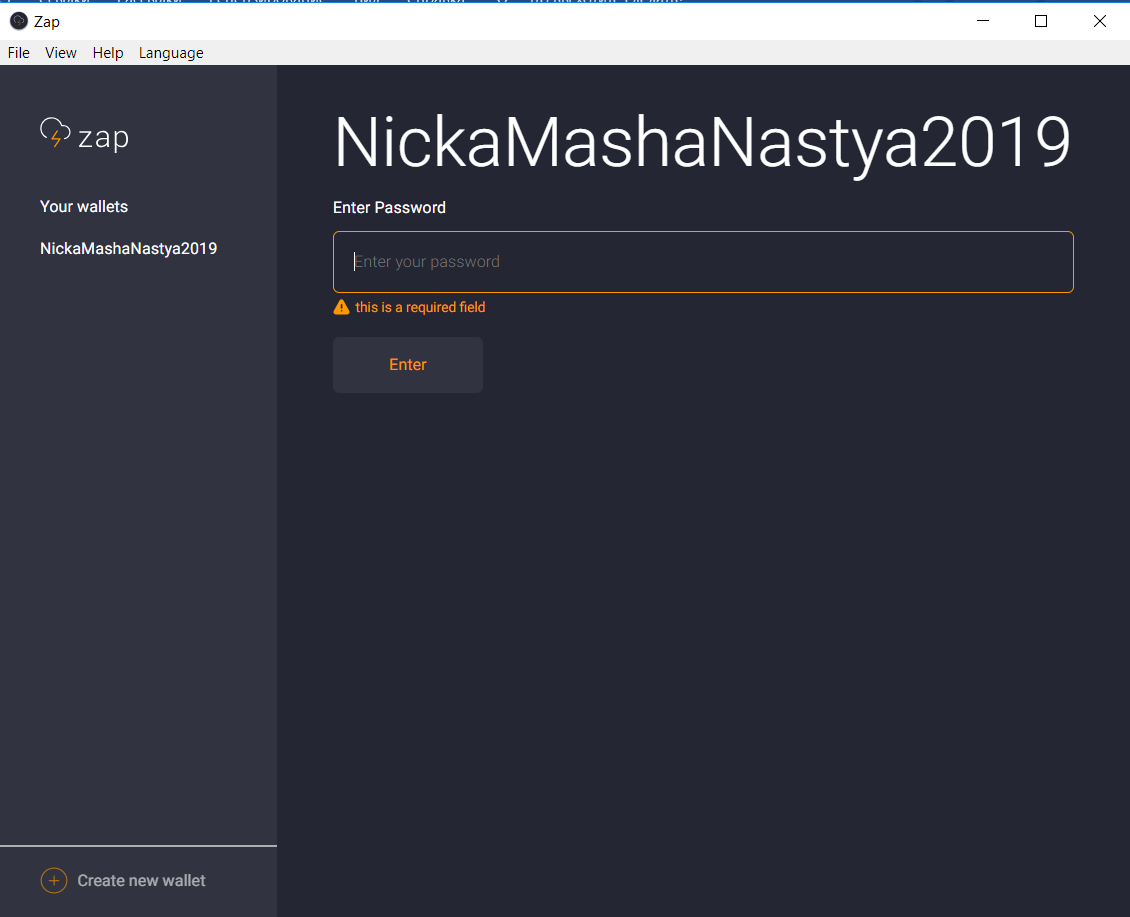 Zap
File View Help Language
zap
Your wallets
NickaMashaNastya2019
Create new wallet
NickaMashaNastya2019
Enter Password
Enter your password
this is a required field
Enter